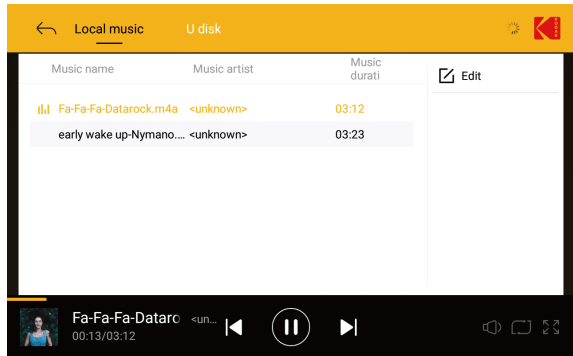 Local music U disk
KODAK
Music name Music artist Music
durati
Edit
Fa-Fa-Fa-Datarock.m4a <unknown> 03:12
early wake up-Nymano.... <unknown> 03:23
Fa-Fa-Fa-Dataro <un...
00:13/03:12